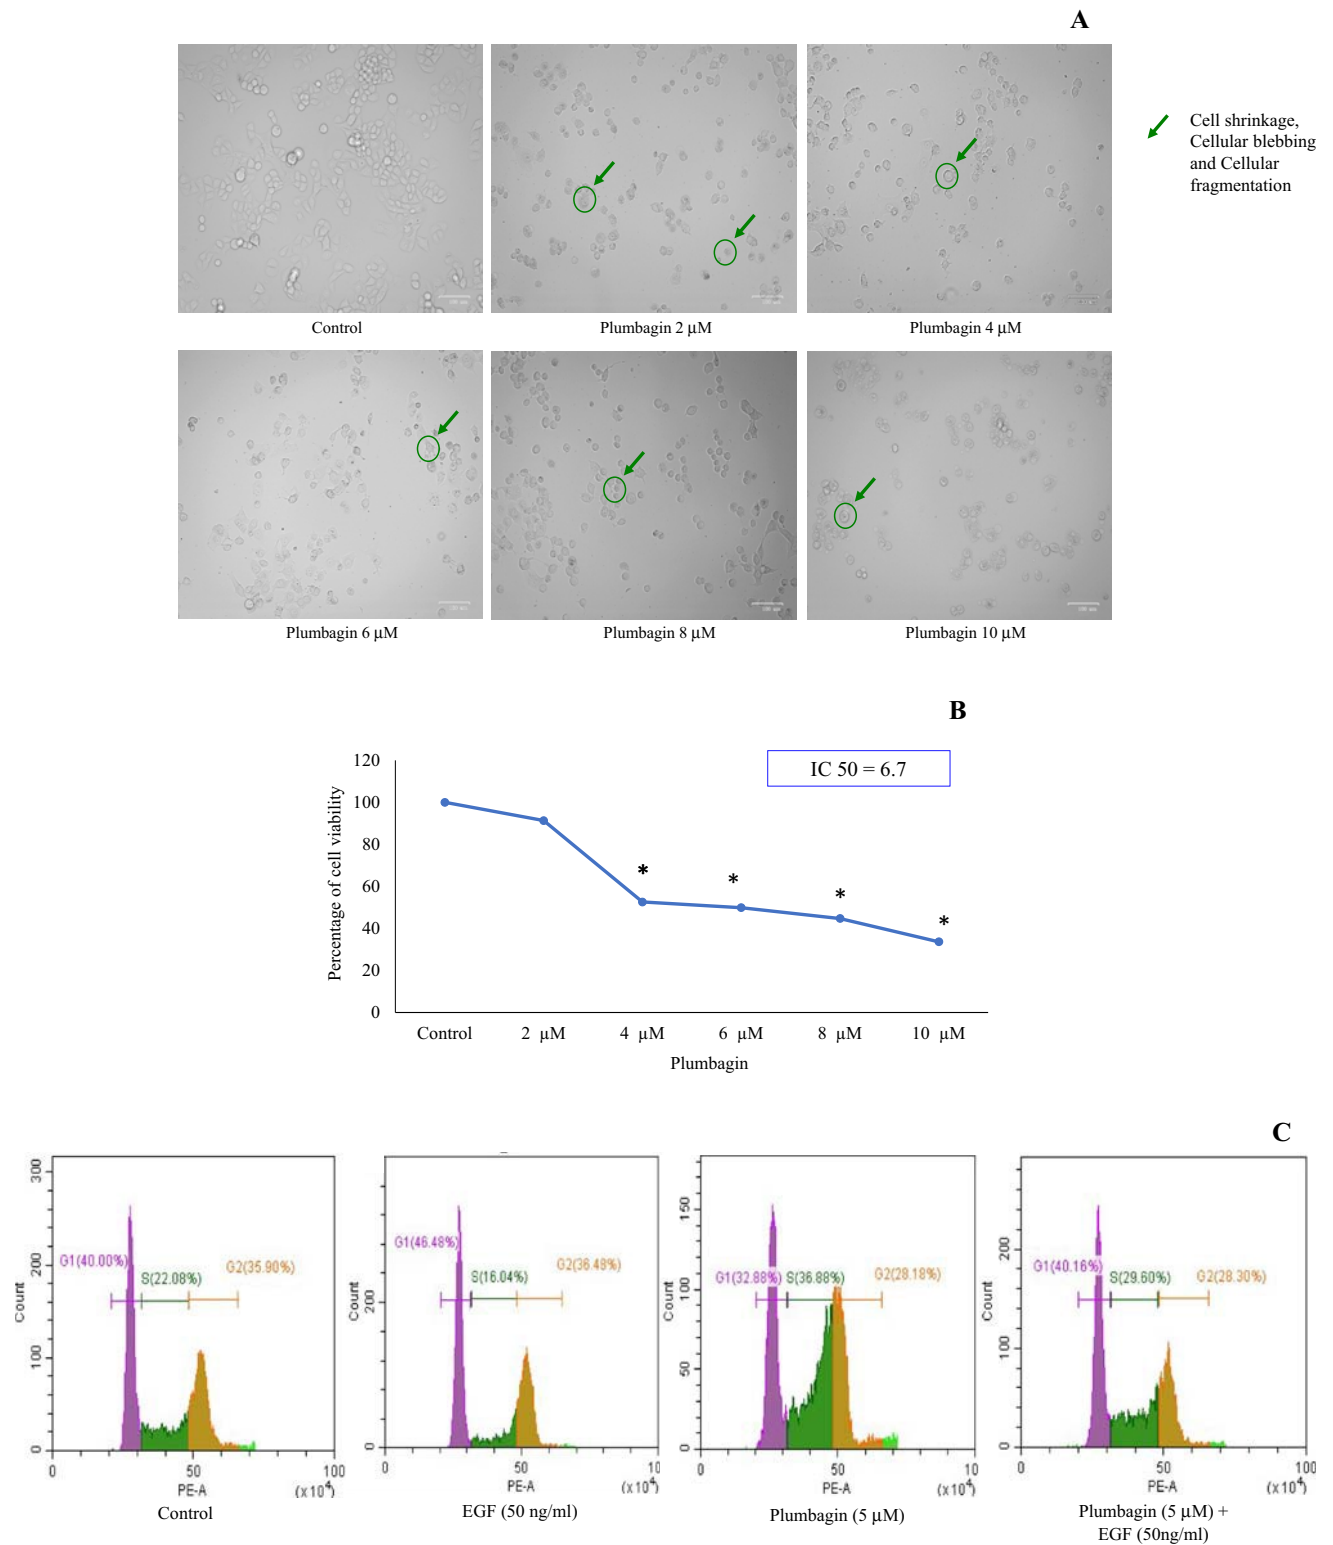 A
Cell shrinkage,
Cellular blebbing
and Cellular
fragmentation
Control
Plumbagin 2 µM
Plumbagin 4 µM
Plumbagin 6 µM
Plumbagin 8 µM
Plumbagin 10 µM
B
IC 50 = 6.7
Percentage of cell viability
120
100
80
60
40
20
0
* * * *
Control 2 µM 4 µM 6 µM 8 µM 10 µM
Plumbagin
C
Count
300
200
100
0
G1(40.00%)
S(22.08%)
G2(35.90%)
0 50 100
PE-A (x10⁴)
Control
Count
200
0
G1(46.48%)
S(16.04%)
G2(36.48%)
0 50 10
PE-A (x10⁴)
EGF (50 ng/ml)
Count
150
100
50
0
G1(32.88%)
S(36.88%)
G2(28.18%)
0 50 100
PE-A (x10⁴)
Plumbagin (5 µM)
Count
200
100
0
G1(40.16%)
S(29.60%)
G2(28.30%)
0 50 100
PE-A (x10⁴)
Plumbagin (5 µM) +
EGF (50ng/ml)